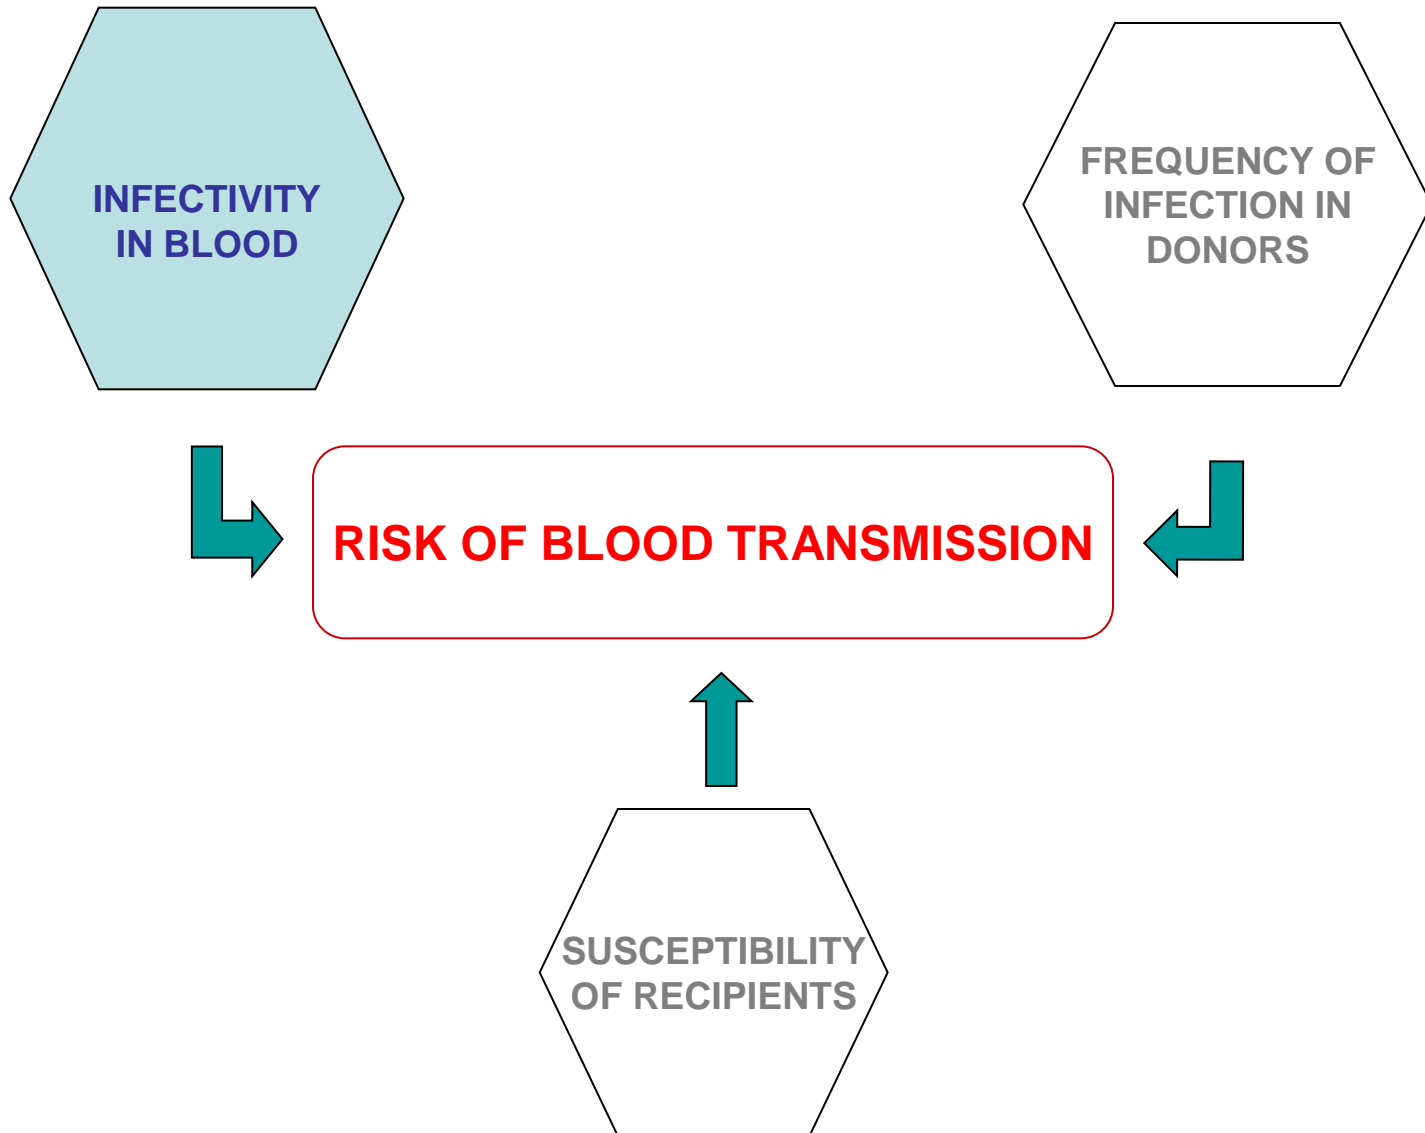 INFECTIVITY
IN BLOOD
FREQUENCY OF
INFECTION IN
DONORS
RISK OF BLOOD TRANSMISSION
SUSCEPTIBILITY
OF RECIPIENTS